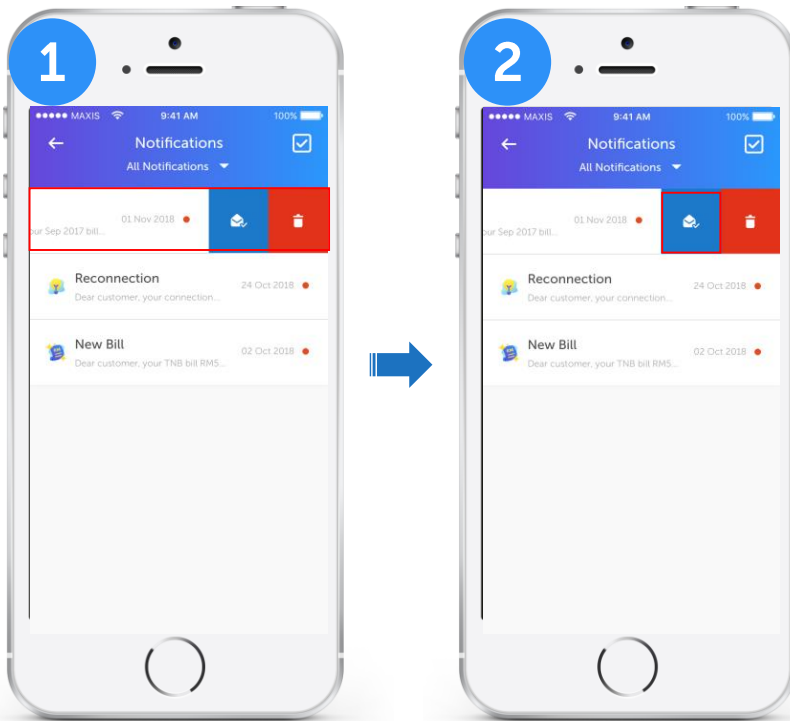 1
MAXIS 9:41 AM 100%
Notifications
All Notifications
01 Nov 2018
our Sep 2017 bill...
Reconnection
24 Oct 2018
Dear customer, your connection...
New Bill
02 Oct 2018
Dear customer, your TNB bill RM5...
2
MAXIS 9:41 AM 100%
Notifications
All Notifications
01 Nov 2018
our Sep 2017 bill...
Reconnection
24 Oct 2018
Dear customer, your connection...
New Bill
02 Oct 2018
Dear customer, your TNB bill RM5...